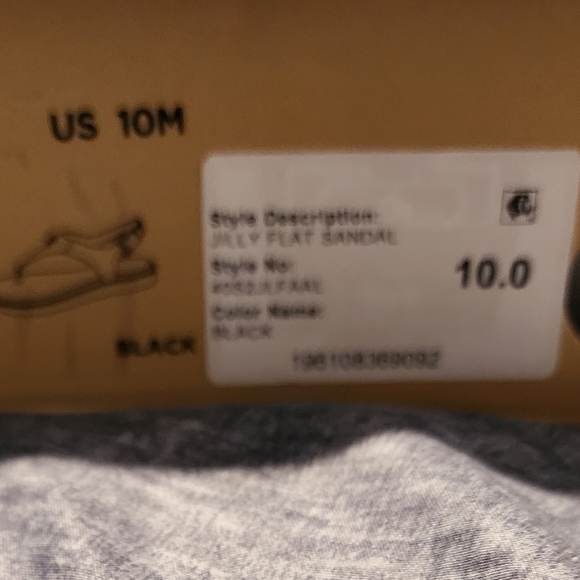 US 10M
Style Description:
JILLY FLAT SANDAL
Style No:
10.0
Color Name:
BLACK
BLACK